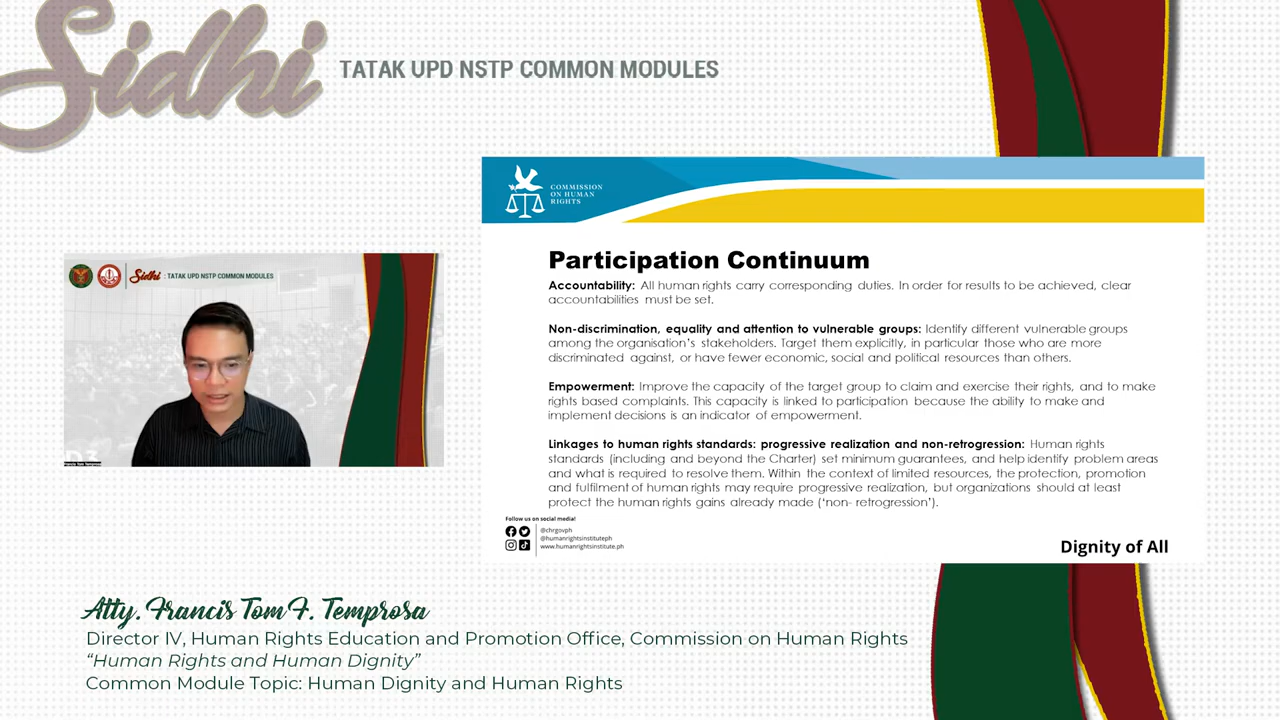 Sidhi
TATAK UPD NSTP COMMON MODULES
COMMISSION
ON HUMAN
RIGHTS
Participation Continuum
Accountability: All human rights carry corresponding duties. In order for results to be achieved, clear
accountabilities must be set.
Non-discrimination, equality and attention to vulnerable groups: Identify different vulnerable groups
among the organisation's stakeholders. Target them explicitly, in particular those who are more
discriminated against, or have fewer economic, social and political resources than others.
Empowerment: Improve the capacity of the target group to claim and exercise their rights, and to make
rights based complaints. This capacity is linked to participation because the ability to make and
implement decisions is an indicator of empowerment.
Linkages to human rights standards: progressive realization and non-retrogression: Human rights
standards (including and beyond the Charter) set minimum guarantees, and help identify problem areas
and what is required to resolve them. Within the context of limited resources, the protection, promotion
and fulfilment of human rights may require progressive realization, but organizations should at least
protect the human rights gains already made ('non- retrogression').
Follow us on social media!
@chrgovph
@humanrightsinstituteph
www.humanrightsinstitute.ph
Dignity of All
Sidhi : TATAK UPD NSTP COMMON MODULES
Francis Tom Temprosa
Atty. Francis Tom F. Temprosa
Director IV, Human Rights Education and Promotion Office, Commission on Human Rights
“Human Rights and Human Dignity”
Common Module Topic: Human Dignity and Human Rights